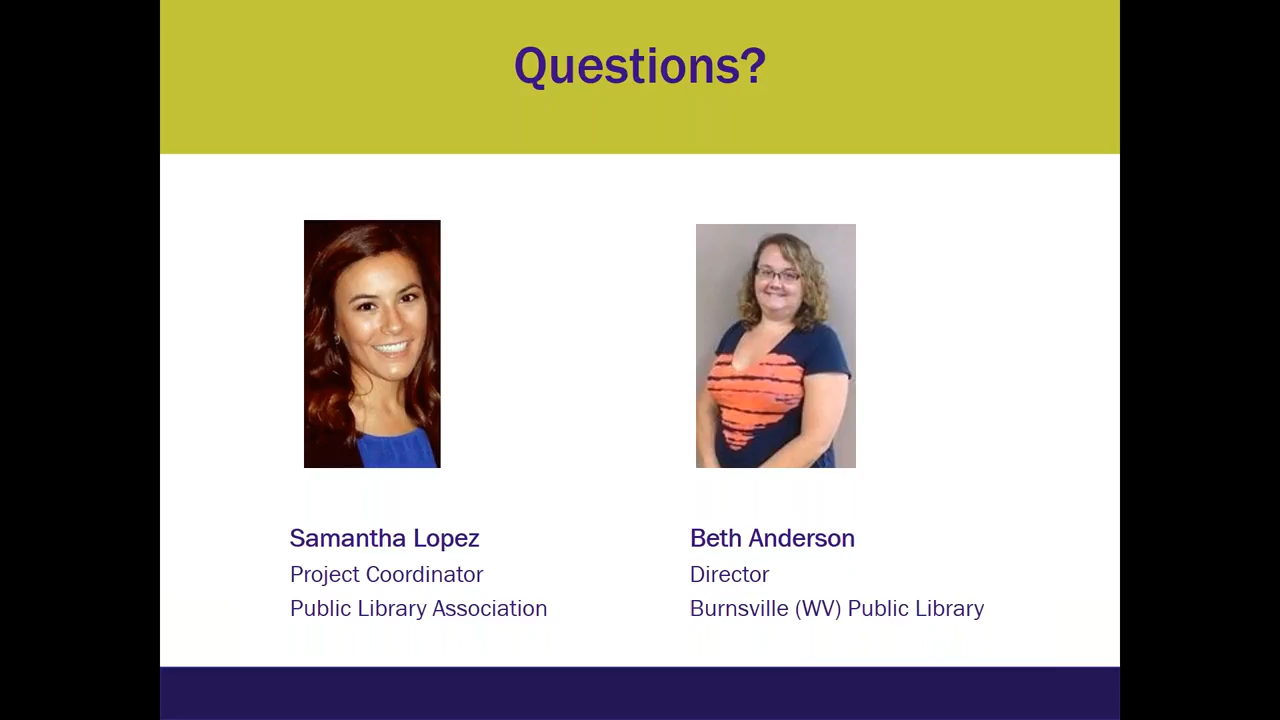 Questions?
Samantha Lopez
Project Coordinator
Public Library Association
Beth Anderson
Director
Burnsville (WV) Public Library